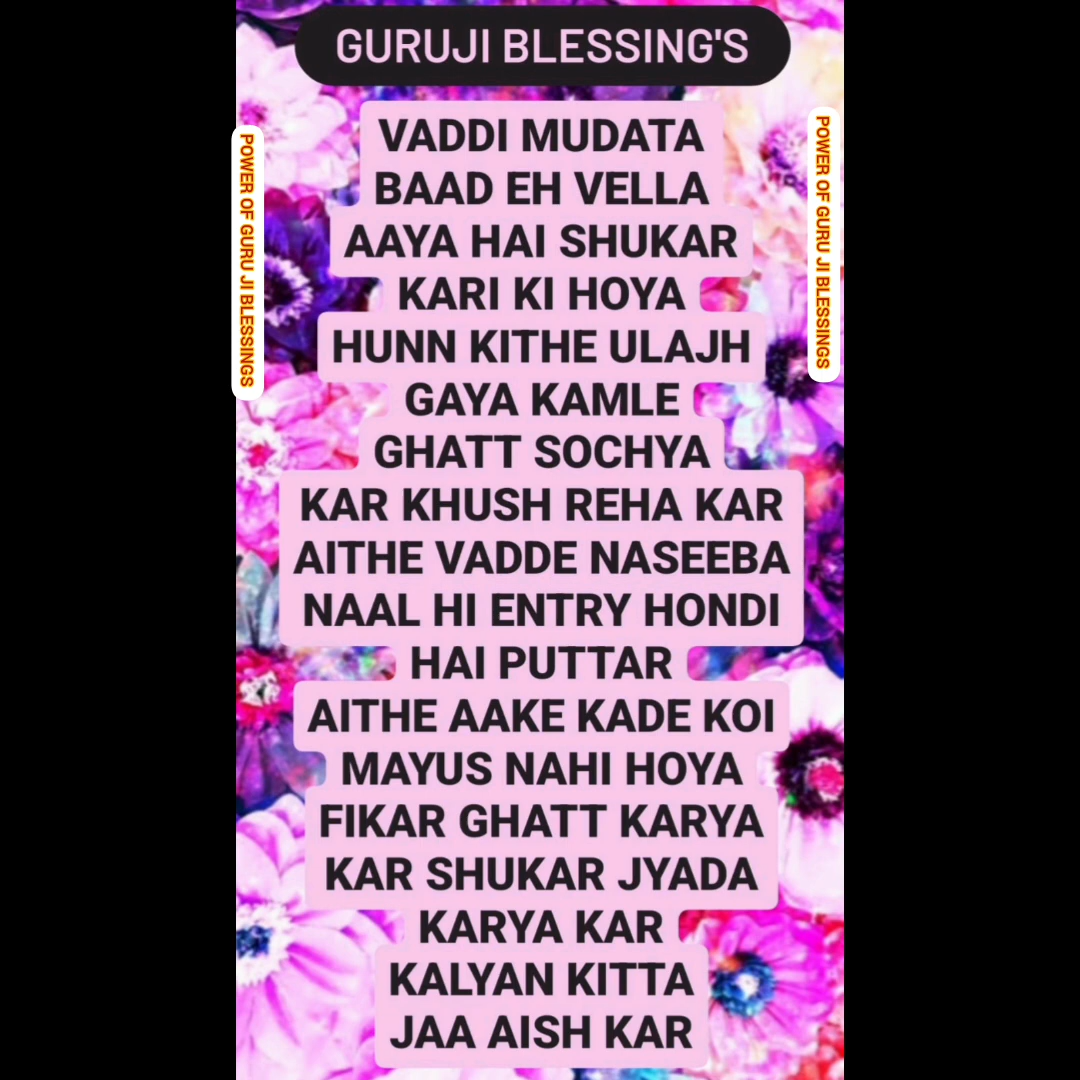 GURUJI BLESSING'S
VADDI MUDATA
BAAD EH VELLA
AAYA HAI SHUKAR
KARI KI HOYA
HUNN KITHE ULAJH
GAYA KAMLE
GHATT SOCHYA
KAR KHUSH REHA KAR
AITHE VADDE NASEEBA
NAAL HI ENTRY HONDI
HAI PUTTAR
AITHE AAKE KADE KOI
MAYUS NAHI HOYA
FIKAR GHATT KARYA
KAR SHUKAR JYADA
KARYA KAR
KALYAN KITTA
JAA AISH KAR
POWER OF GURU JI BLESSINGS
POWER OF GURU JI BLESSINGS